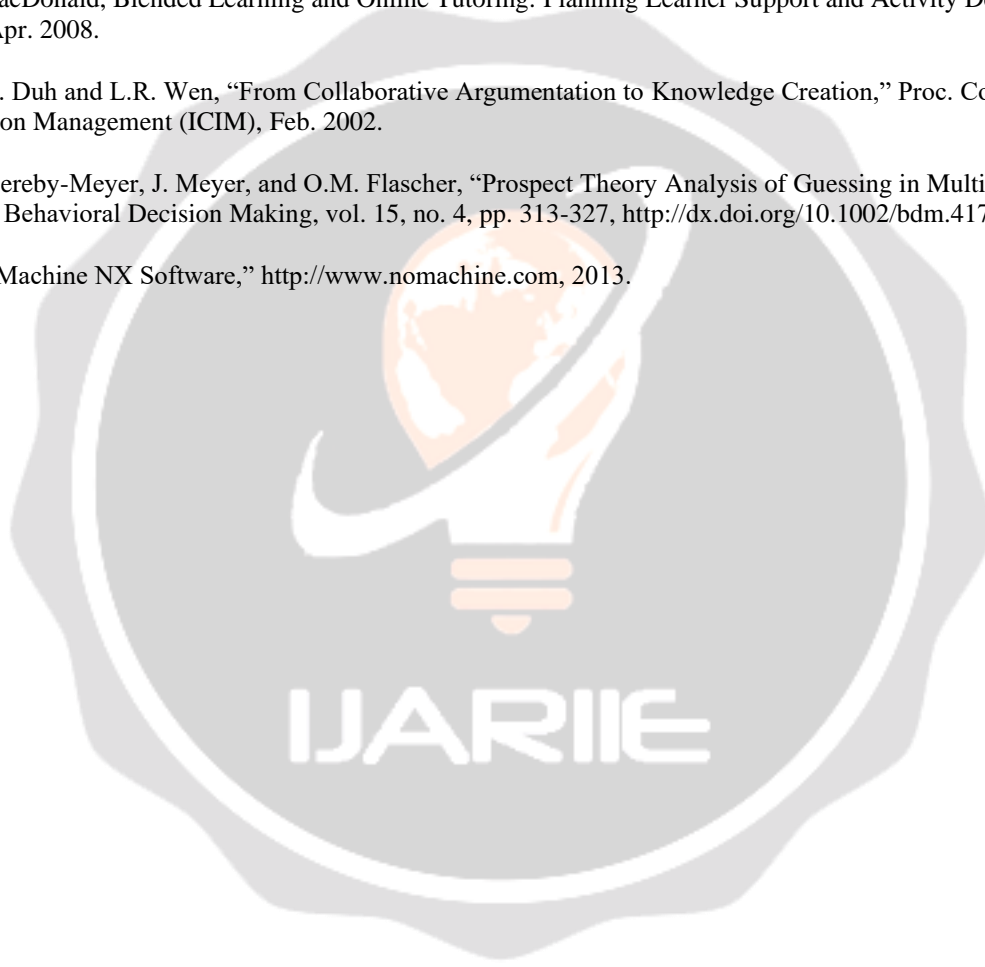 MacDonald, Blended Learning and Online Tutoring: Planning Learner Support and Activity
Apr. 2008.
. Duh and L.R. Wen, “From Collaborative Argumentation to Knowledge Creation,” Proc.
on Management (ICIM), Feb. 2002.
ereby-Meyer, J. Meyer, and O.M. Flascher, “Prospect Theory Analysis of Guessing in Multi
Behavioral Decision Making, vol. 15, no. 4, pp. 313-327, http://dx.doi.org/10.1002/bdm.417
Machine NX Software,” http://www.nomachine.com, 2013.
IJARIIE